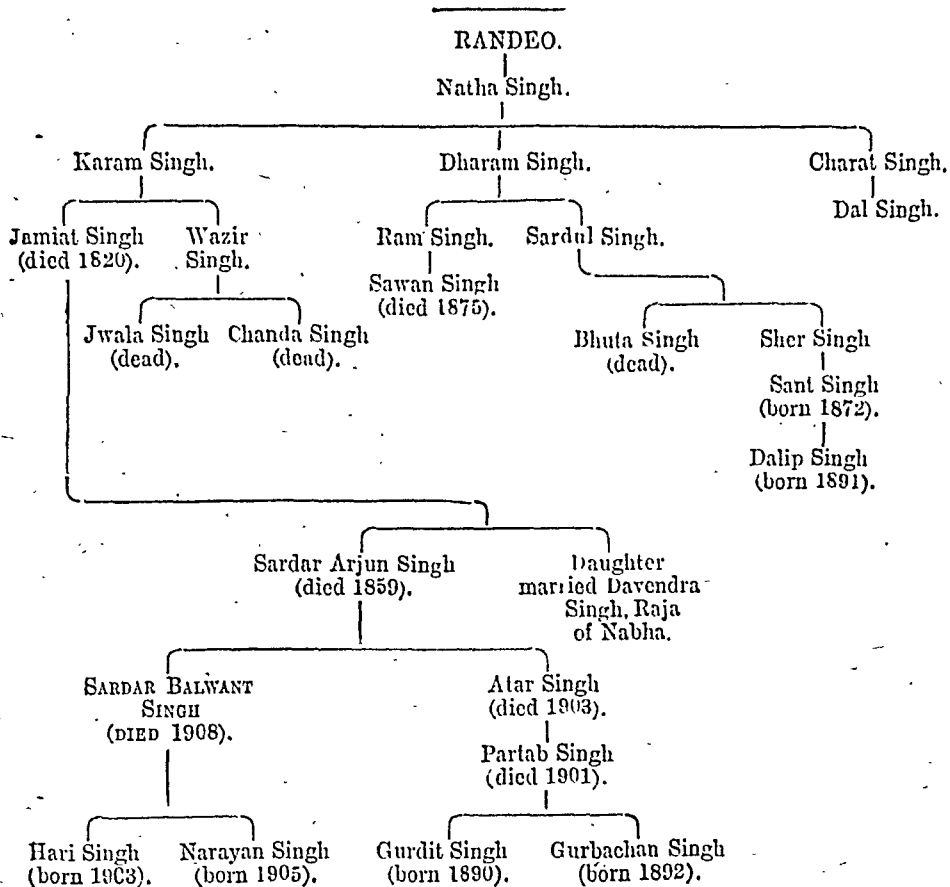 RANDEO.
Natha Singh.
Karam Singh. Dharam Singh. Charat Singh.
Dal Singh.
Jamiat Singh
(died 1820).
Wazir
Singh.
Ram Singh. Sardul Singh.
Sawan Singh
(died 1875).
Jwala Singh
(dead).
Chanda Singh
(dead).
Bhuta Singh
(dead).
Sher Singh
Sant Singh
(born 1872).
Dalip Singh
(born 1891).
Sardar Arjun Singh
(died 1859).
Daughter
married Davendra
Singh, Raja
of Nabha.
SARDAR BALWANT
SINGH
(DIED 1908).
Atar Singh
(died 1903).
Partab Singh
(died 1901).
Hari Singh
(born 1903).
Narayan Singh
(born 1905).
Gurdit Singh
(born 1890).
Gurbachan Singh
(born 1892).